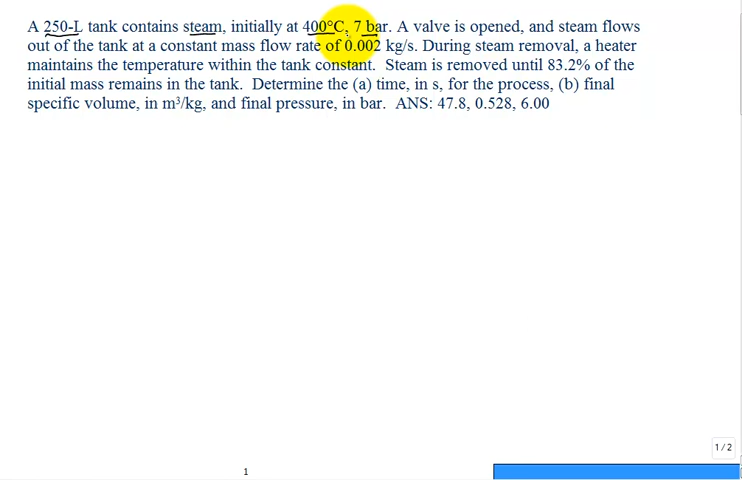 A 250-L tank contains steam, initially at 400°C, 7 bar. A valve is opened, and steam flows
out of the tank at a constant mass flow rate of 0.002 kg/s. During steam removal, a heater
maintains the temperature within the tank constant. Steam is removed until 83.2% of the
initial mass remains in the tank. Determine the (a) time, in s, for the process, (b) final
specific volume, in m³/kg, and final pressure, in bar. ANS: 47.8, 0.528, 6.00
1 / 2
1